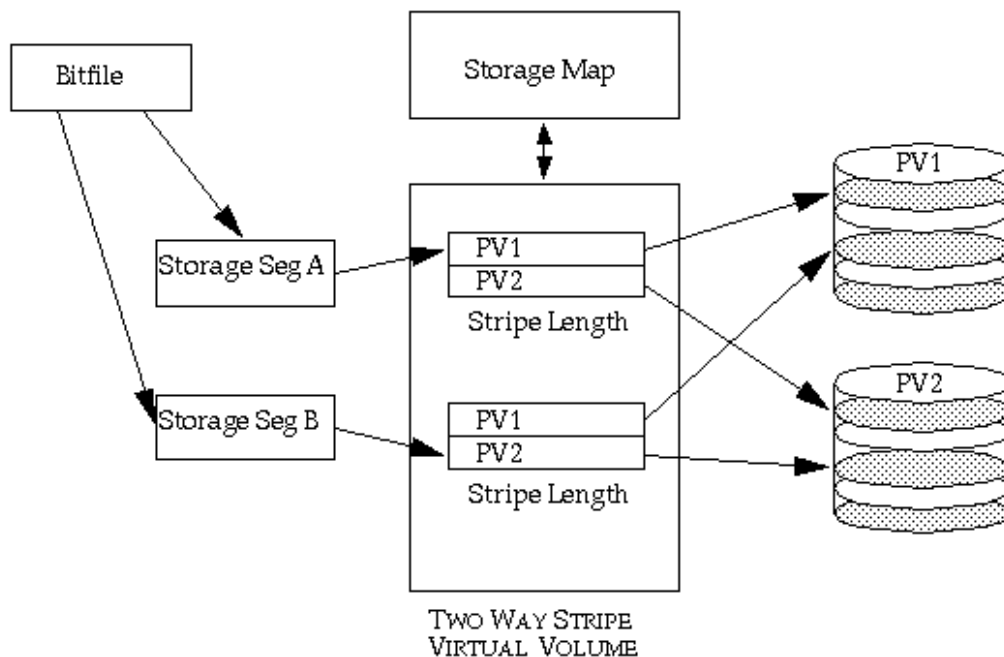 Bitfile
Storage Map
PV1
Storage Seg A
PV1
PV2
Stripe Length
PV2
Storage Seg B
PV1
PV2
Stripe Length
TWO WAY STRIPE
VIRTUAL VOLUME